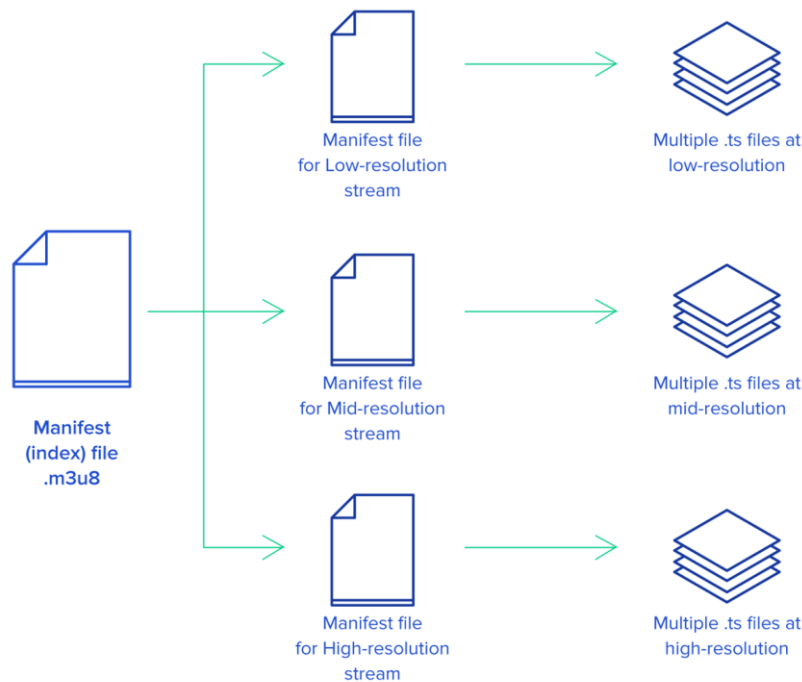 Manifest file
for Low-resolution
stream
Multiple .ts files at
low-resolution
Manifest
(index) file
.m3u8
Manifest file
for Mid-resolution
stream
Multiple .ts files at
mid-resolution
Manifest file
for High-resolution
stream
Multiple .ts files at
high-resolution